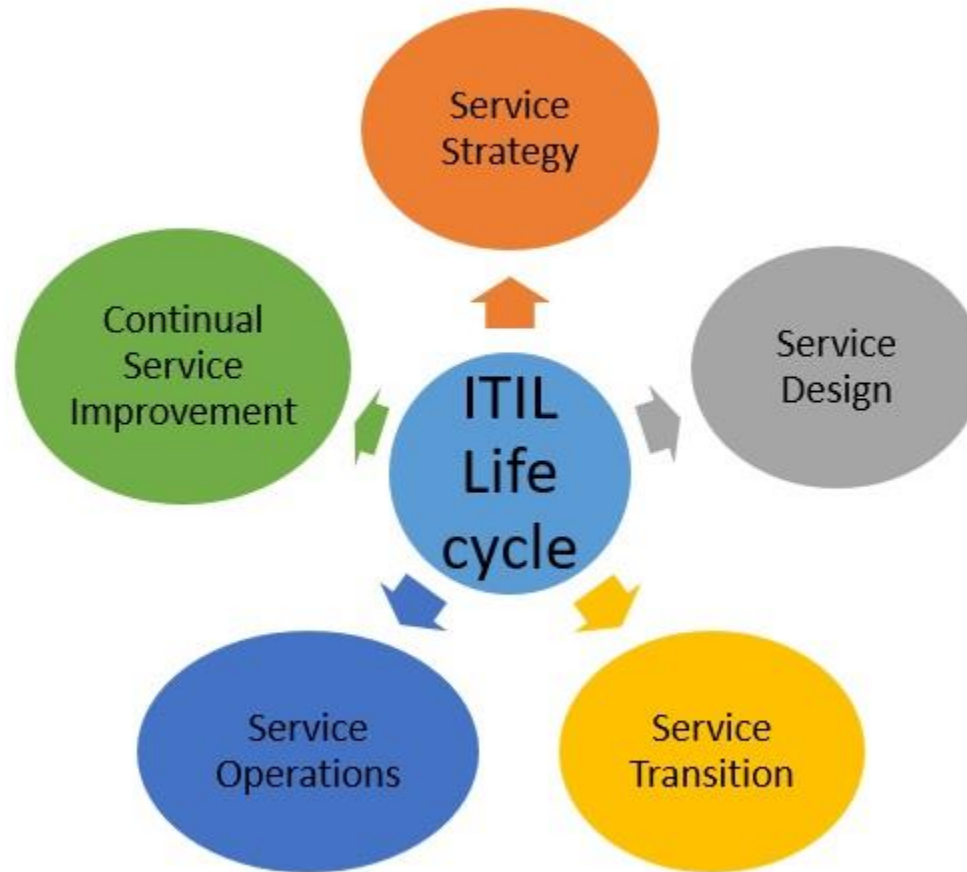 Service
Strategy
Continual
Service
Improvement
Service
Design
ITIL
Life
cycle
Service
Operations
Service
Transition